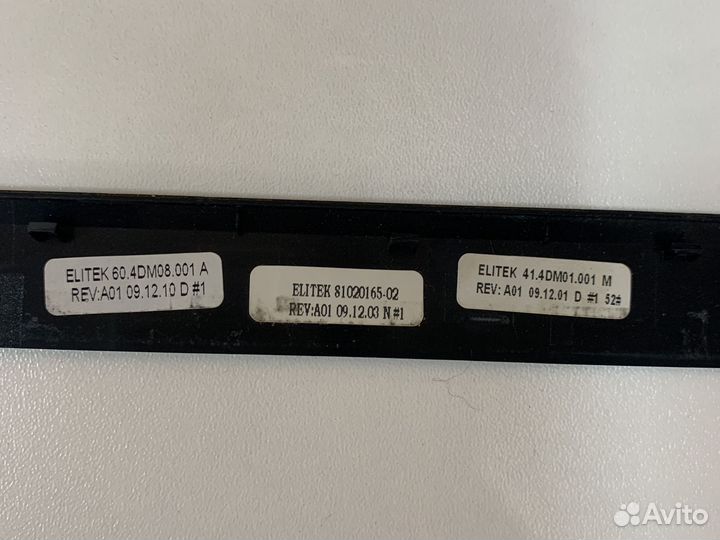 ELITEK 60.4DM08.001 A
REV:A01 09.12.10 D #1
ELITEK 81020165-02
REV:A01 09.12.03 N #1
ELITEK 41.4DM01.001 M
REV: A01 09.12.01 D #1 52#
Avito